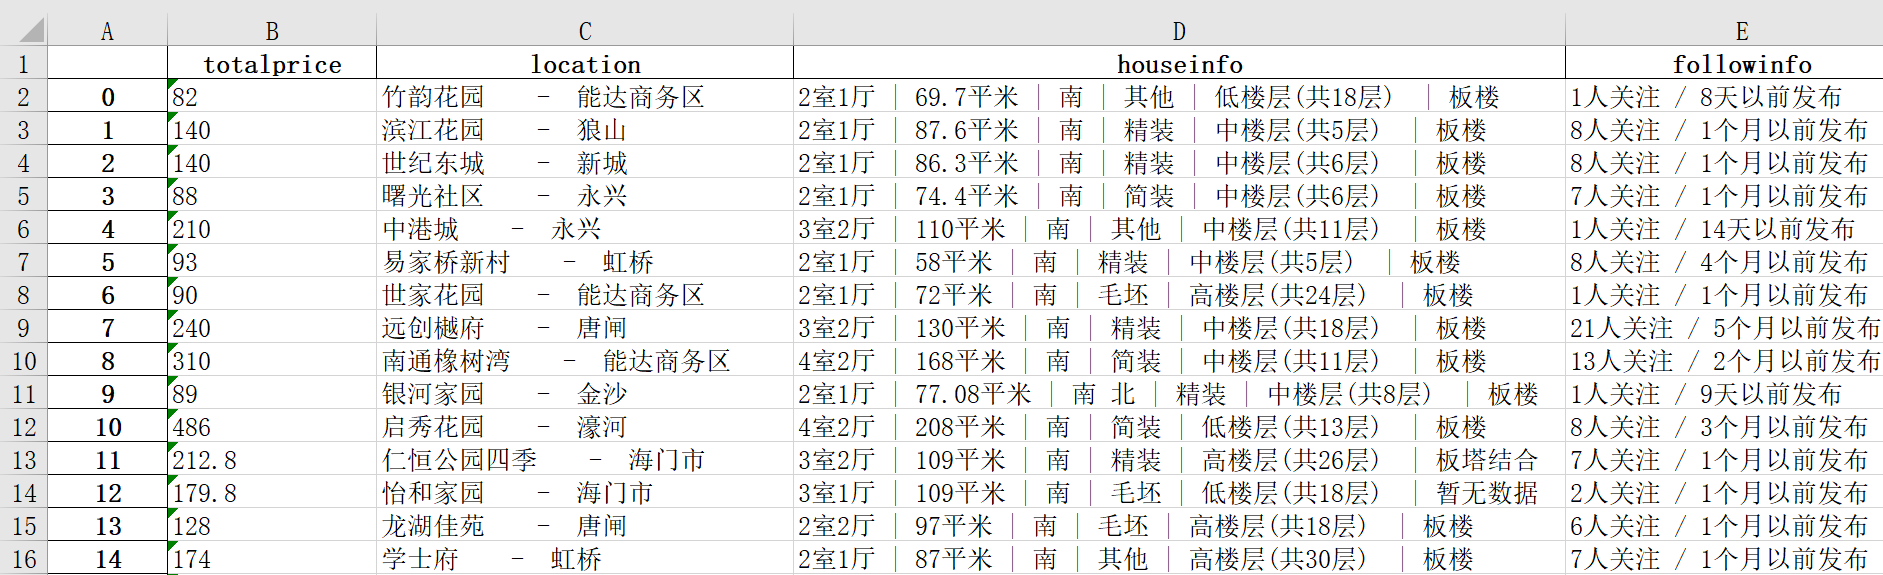 A B C D E
1 totalprice location houseinfo followinfo
2 0 82 竹韵花园 - 能达商务区 2室1厅 | 69.7平米 | 南 | 其他 | 低楼层(共18层) | 板楼 1人关注 / 8天以前发布
3 1 140 滨江花园 - 狼山 2室1厅 | 87.6平米 | 南 | 精装 | 中楼层(共5层) | 板楼 8人关注 / 1个月以前发布
4 2 140 世纪东城 - 新城 2室1厅 | 86.3平米 | 南 | 精装 | 中楼层(共6层) | 板楼 8人关注 / 1个月以前发布
5 3 88 曙光社区 - 永兴 2室1厅 | 74.4平米 | 南 | 简装 | 中楼层(共6层) | 板楼 7人关注 / 1个月以前发布
6 4 210 中港城 - 永兴 3室2厅 | 110平米 | 南 | 其他 | 中楼层(共11层) | 板楼 1人关注 / 14天以前发布
7 5 93 易家桥新村 - 虹桥 2室1厅 | 58平米 | 南 | 精装 | 中楼层(共5层) | 板楼 8人关注 / 4个月以前发布
8 6 90 世家花园 - 能达商务区 2室1厅 | 72平米 | 南 | 毛坯 | 高楼层(共24层) | 板楼 1人关注 / 1个月以前发布
9 7 240 远创樾府 - 唐闸 3室2厅 | 130平米 | 南 | 精装 | 中楼层(共18层) | 板楼 21人关注 / 5个月以前发布
10 8 310 南通橡树湾 - 能达商务区 4室2厅 | 168平米 | 南 | 简装 | 中楼层(共11层) | 板楼 13人关注 / 2个月以前发布
11 9 89 银河家园 - 金沙 2室1厅 | 77.08平米 | 南 北 | 精装 | 中楼层(共8层) | 板楼 1人关注 / 9天以前发布
12 10 486 启秀花园 - 濠河 4室2厅 | 208平米 | 南 | 简装 | 低楼层(共13层) | 板楼 8人关注 / 3个月以前发布
13 11 212.8 仁恒公园四季 - 海门市 3室2厅 | 109平米 | 南 | 精装 | 高楼层(共26层) | 板塔结合 7人关注 / 1个月以前发布
14 12 179.8 怡和家园 - 海门市 3室1厅 | 109平米 | 南 | 毛坯 | 低楼层(共18层) | 暂无数据 2人关注 / 1个月以前发布
15 13 128 龙湖佳苑 - 唐闸 2室2厅 | 97平米 | 南 | 毛坯 | 高楼层(共18层) | 板楼 6人关注 / 1个月以前发布
16 14 174 学士府 - 虹桥 2室1厅 | 87平米 | 南 | 其他 | 高楼层(共30层) | 板楼 7人关注 / 1个月以前发布